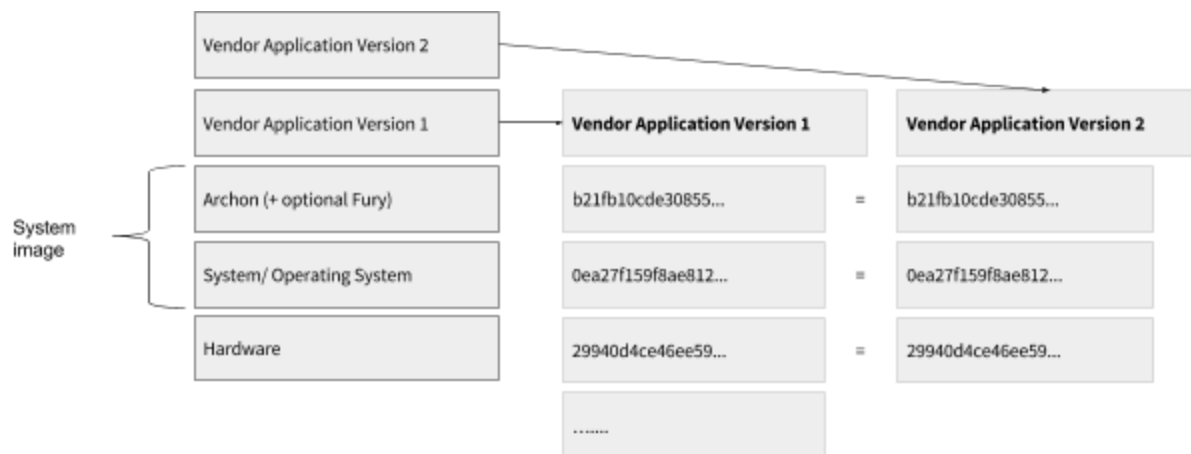 Vendor Application Version 2
Vendor Application Version 1
Vendor Application Version 1
Vendor Application Version 2
System
image
Archon (+ optional Fury)
b21fb10cde30855...
=
b21fb10cde30855...
System/ Operating System
0ea27f159f8ae812...
=
0ea27f159f8ae812...
Hardware
29940d4ce46ee59...
=
29940d4ce46ee59...
.......